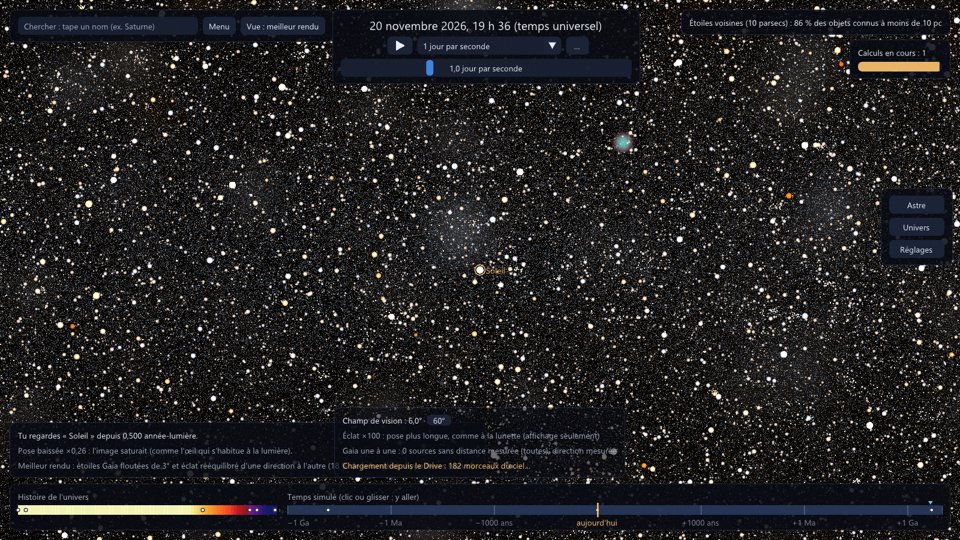 Chercher : tape un nom (ex. Saturne)
Menu
Vue : meilleur rendu
20 novembre 2026, 19 h 36 (temps universel)
1 jour par seconde
...
1,0 jour par seconde
Étoiles voisines (10 parsecs) : 86 % des objets connus à moins de 10 pc
Calculs en cours : 1
Astre
Univers
Réglages
Soleil
Champ de vision : 6,0°
60°
Tu regardes « Soleil » depuis 0,500 année-lumière.
Éclat ×100 : pose plus longue, comme à la lunette (affichage seulement)
Pose baissée ×0,26 : l'image saturait (comme l'œil qui s'habitue à la lumière).
Gaia une à une : 0 sources sans distance mesurée (toutes), direction mesurée
Meilleur rendu : étoiles Gaia floutées de 3° et éclat rééquilibré d'une direction à l'autre
Chargement depuis le Drive : 182 morceaux de ciel...
Histoire de l'univers
Temps simulé (clic ou glisser : y aller)
−1 Ga
−1 Ma
−1000 ans
aujourd'hui
+1000 ans
+1 Ma
+1 Ga